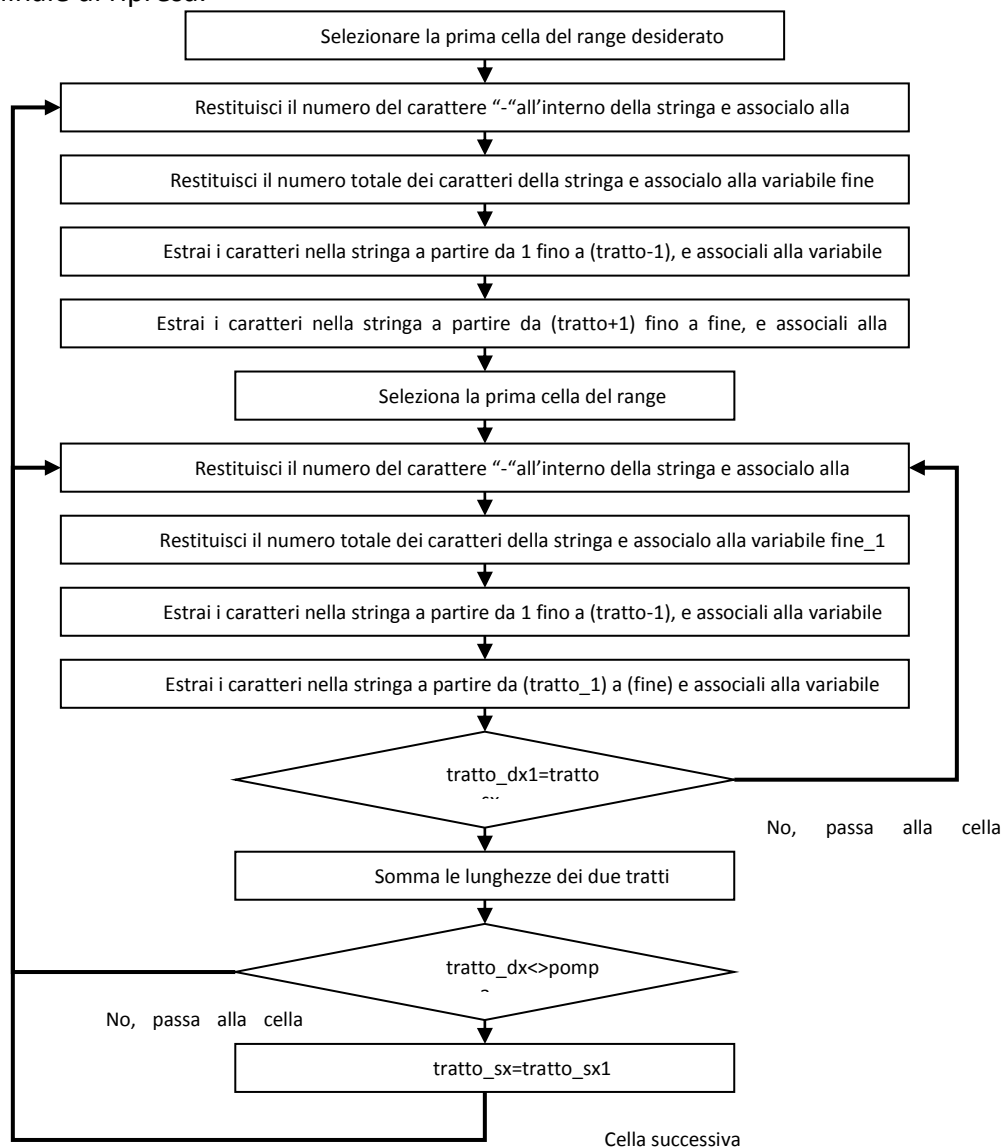 di ripresa.
Selezionare la prima cella del range desiderato
Restituisci il numero del carattere “-“all’interno della stringa e associalo alla
Restituisci il numero totale dei caratteri della stringa e associalo alla variabile fine
Estrai i caratteri nella stringa a partire da 1 fino a (tratto-1), e associali alla variabile
Estrai i caratteri nella stringa a partire da (tratto+1) fino a fine, e associali alla
Seleziona la prima cella del range
Restituisci il numero del carattere “-“all’interno della stringa e associalo alla
Restituisci il numero totale dei caratteri della stringa e associalo alla variabile fine_1
Estrai i caratteri nella stringa a partire da 1 fino a (tratto-1), e associali alla variabile
Estrai i caratteri nella stringa a partire da (tratto_1) a (fine) e associali alla variabile
tratto_dx1=tratto
No, passa alla cella
Somma le lunghezze dei due tratti
tratto_dx<>pomp
No, passa alla cella
tratto_sx=tratto_sx1
Cella successiva